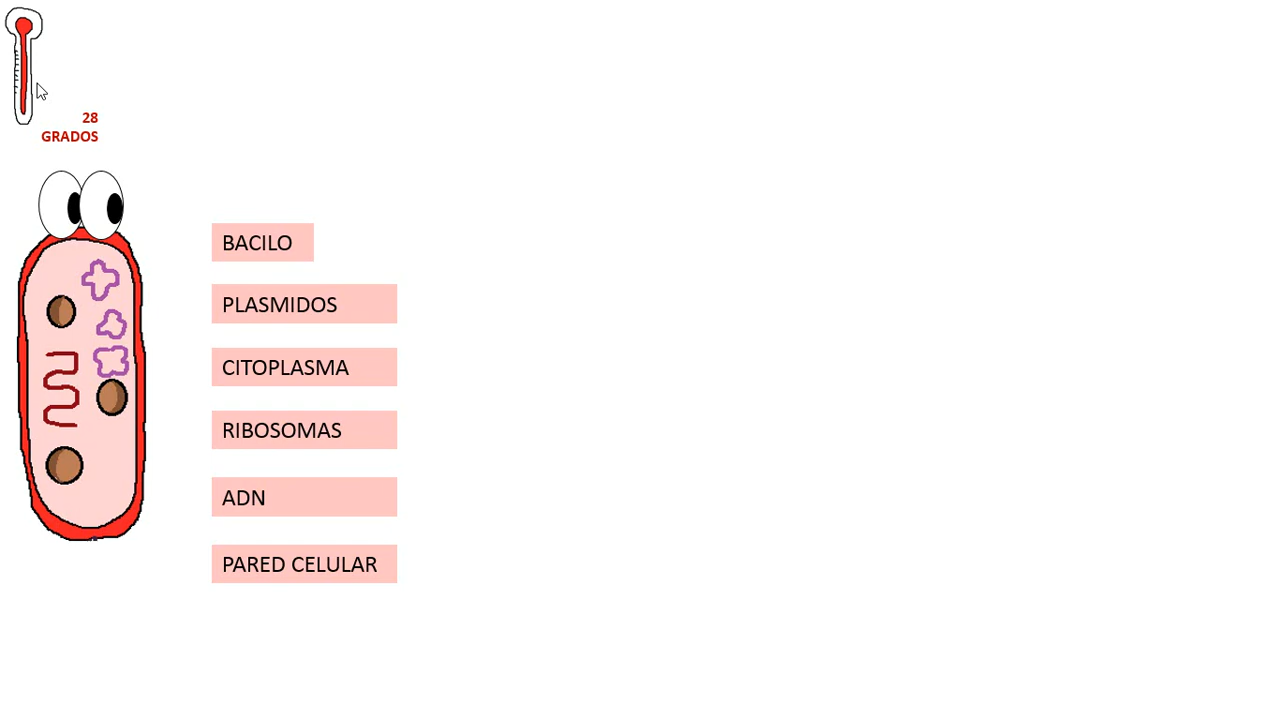 28
GRADOS
BACILO
PLASMIDOS
CITOPLASMA
RIBOSOMAS
ADN
PARED CELULAR